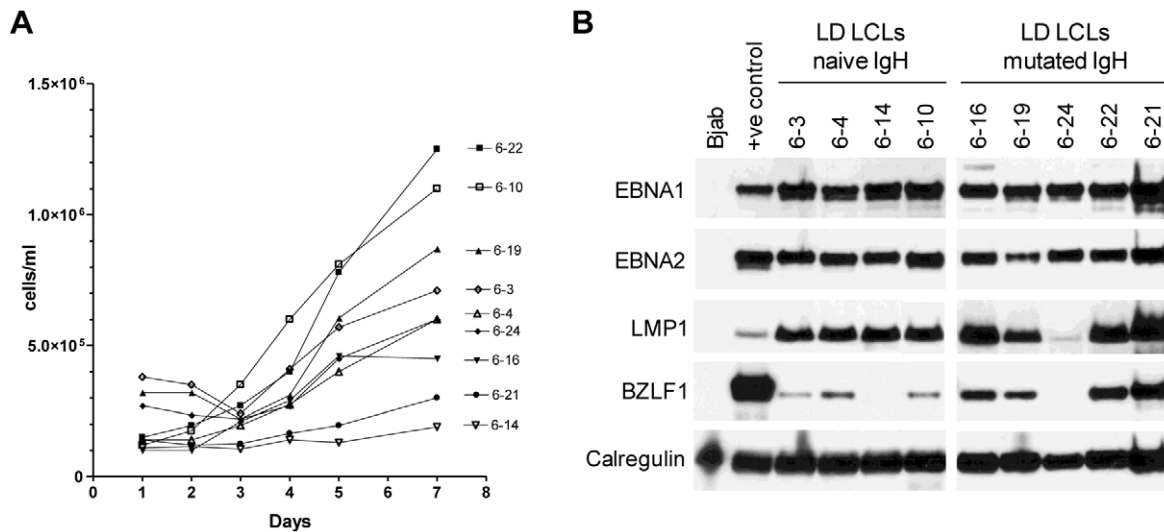 A
1.5×10⁶
1.0×10⁶
5.0×10⁵
0
cells/ml
0 1 2 3 4 5 6 7 8
Days
6-22
6-10
6-19
6-3
6-4
6-24
6-16
6-21
6-14
B
LD LCLs
naive IgH
LD LCLs
mutated IgH
Bjab
+ve control
6-3
6-4
6-14
6-10
6-16
6-19
6-24
6-22
6-21
EBNA1
EBNA2
LMP1
BZLF1
Calregulin